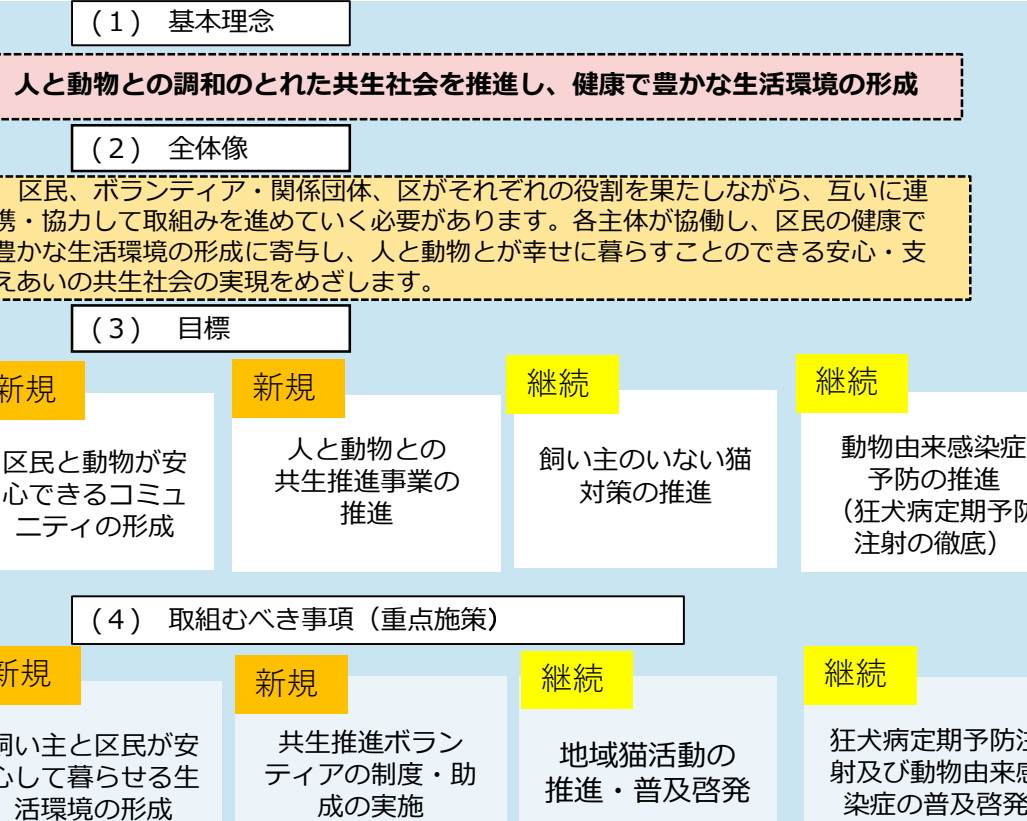 (1) 基本理念
人と動物との調和のとれた共生社会を推進し、健康で豊かな生活環境の形成
(2) 全体像
区民、ボランティア・関係団体、区がそれぞれの役割を果たしながら、互いに連
携・協力して取組みを進めていく必要があります。各主体が協働し、区民の健康で
豊かな生活環境の形成に寄与し、人と動物とが幸せに暮らすことのできる安心・支
えあいの共生社会の実現をめざします。
(3) 目標
新規
区民と動物が安
心できるコミュ
ニティの形成
新規
人と動物との
共生推進事業の
推進
継続
飼い主のいない猫
対策の推進
継続
動物由来感染症
予防の推進
（狂犬病定期予防
注射の徹底）
(4) 取組むべき事項（重点施策）
新規
飼い主と区民が安
心して暮らせる生
活環境の形成
新規
共生推進ボラン
ティアの制度・助
成の実施
継続
地域猫活動の
推進・普及啓発
継続
狂犬病定期予防注
射及び動物由来感
染症の普及啓発